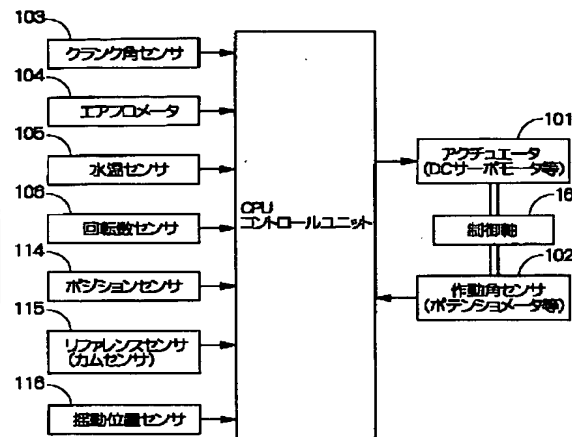 103
クランク角センサ
104
エアフロメータ
105
水温センサ
106
回転数センサ
114
ポジションセンサ
115
リファレンスセンサ
(カムセンサ)
116
揺動位置センサ
CPU
コントロールユニット
101
アクチュエータ
(DCサーボモータ等)
16
制御軸
102
作動角センサ
(ポテンショメータ等)